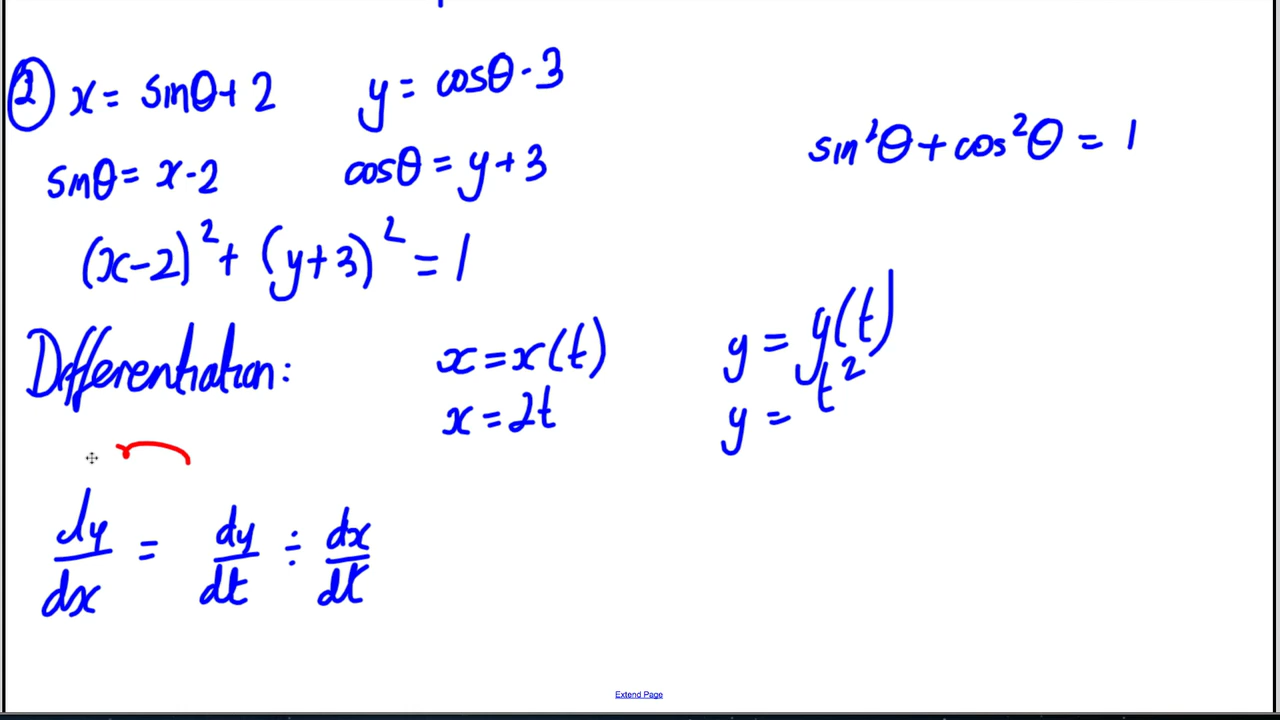 ② x = sinθ + 2 y = cosθ - 3
sinθ = x - 2 cosθ = y + 3 sin²θ + cos²θ = 1
(x - 2)² + (y + 3)² = 1
Differentiation: x = x(t) y = y(t)
x = 2t y = t²
dy/dx = dy/dt ÷ dx/dt
Extend Page